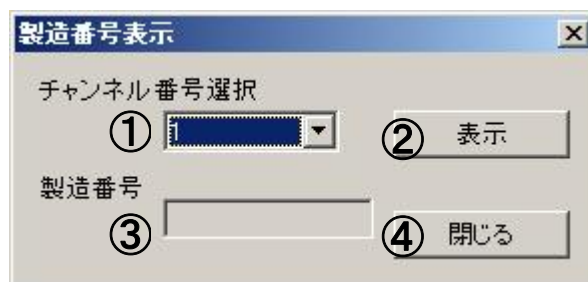 製造番号表示
チャンネル番号選択
① 1 ② 表示
製造番号
③ ④ 閉じる